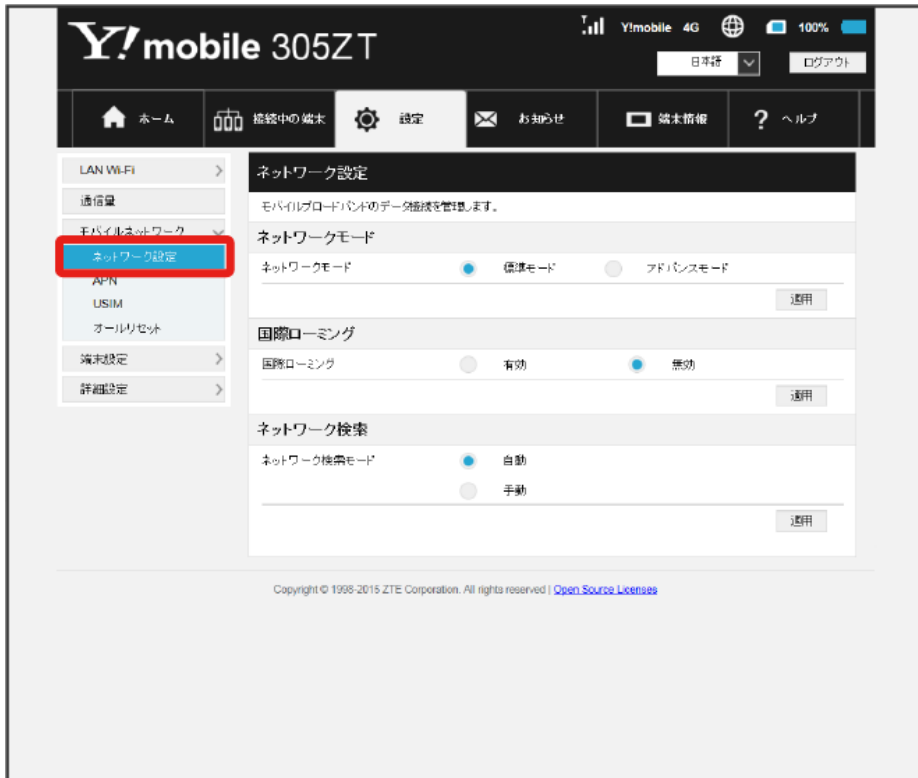 Y! mobile 305ZT
Y!mobile 4G 100%
日本語 ログアウト
ホーム 接続中の端末 設定 お知らせ 端末情報 ? ヘルプ
LAN Wi-Fi
通信量
モバイルネットワーク
ネットワーク設定
APN
USIM
オールリセット
端末設定
詳細設定
ネットワーク設定
モバイルブロードバンドのデータ接続を管理します。
ネットワークモード
ネットワークモード 標準モード アドバンスモード
適用
国際ローミング
国際ローミング 有効 無効
適用
ネットワーク検索
ネットワーク検索モード 自動
手動
適用
Copyright © 1998-2015 ZTE Corporation. All rights reserved | Open Source Licenses